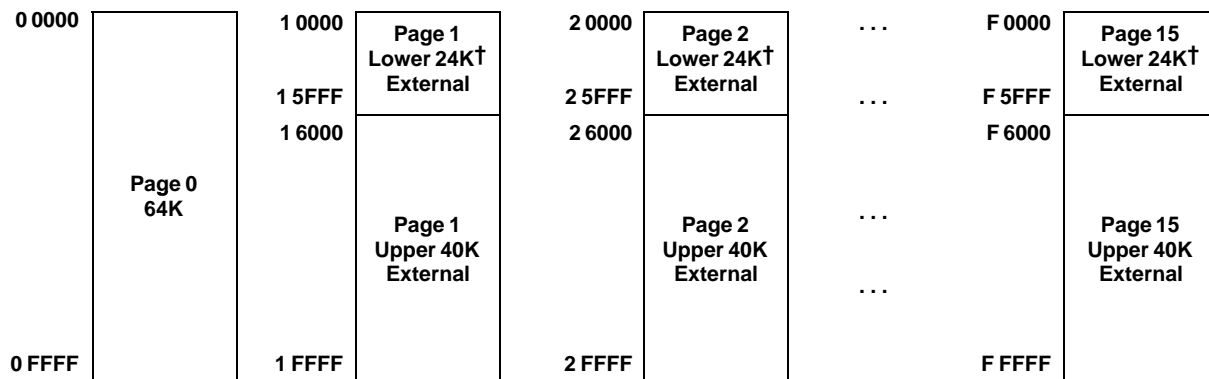 0 0000
Page 0
64K
0 FFFF
1 0000
Page 1
Lower 24K†
External
1 5FFF
1 6000
Page 1
Upper 40K
External
1 FFFF
2 0000
Page 2
Lower 24K†
External
2 5FFF
2 6000
Page 2
Upper 40K
External
2 FFFF
. . .
. . .
. . .
. . .
F 0000
Page 15
Lower 24K†
External
F 5FFF
F 6000
Page 15
Upper 40K
External
F FFFF